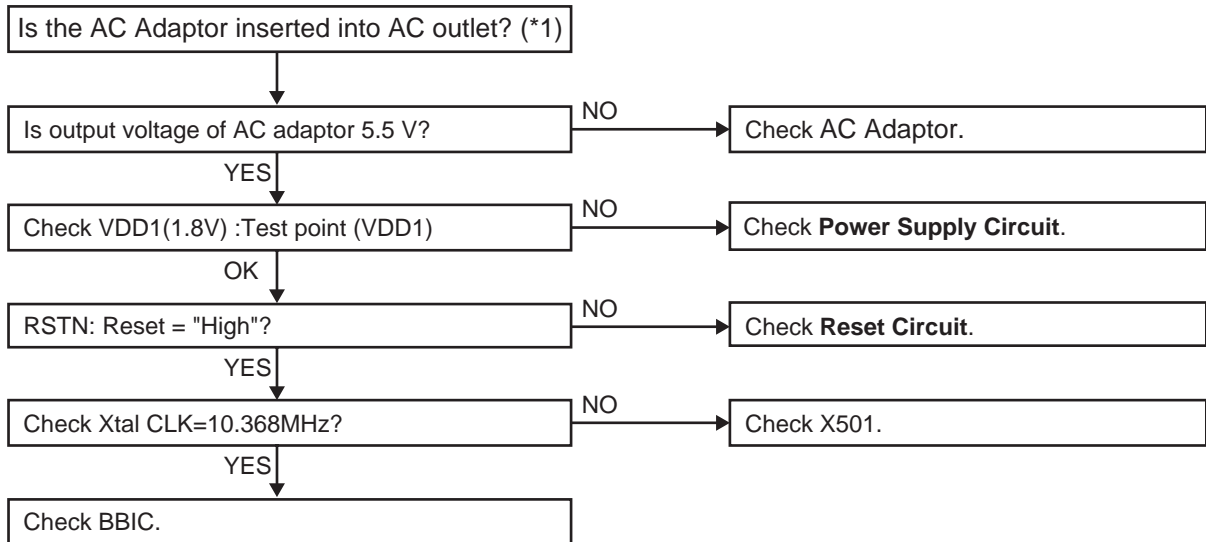 Is the AC Adaptor inserted into AC outlet? (*1)
NO
Is output voltage of AC adaptor 5.5 V?
Check AC Adaptor.
YES
NO
Check VDD1(1.8V) :Test point (VDD1)
Check Power Supply Circuit.
OK
NO
RSTN: Reset = "High"?
Check Reset Circuit.
YES
NO
Check Xtal CLK=10.368MHz?
Check X501.
YES
Check BBIC.